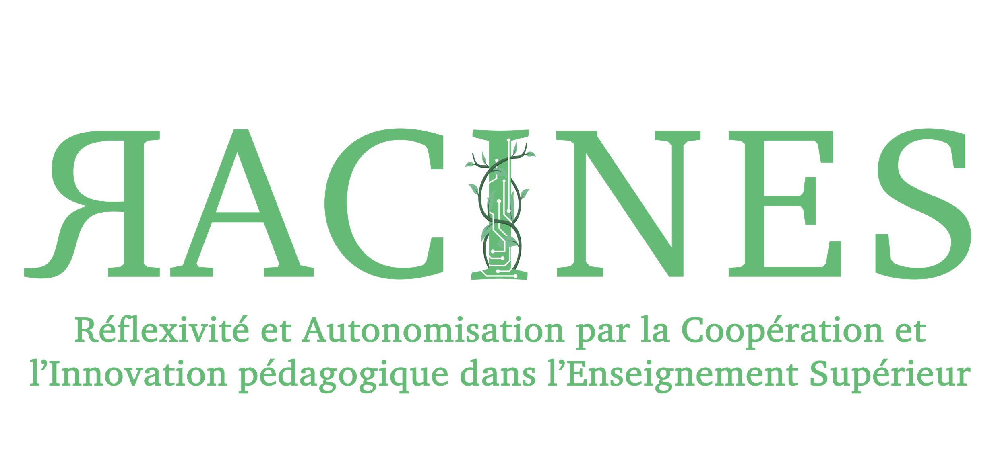 RACINES
Réflexivité et Autonomisation par la Coopération et
l’Innovation pédagogique dans l’Enseignement Supérieur